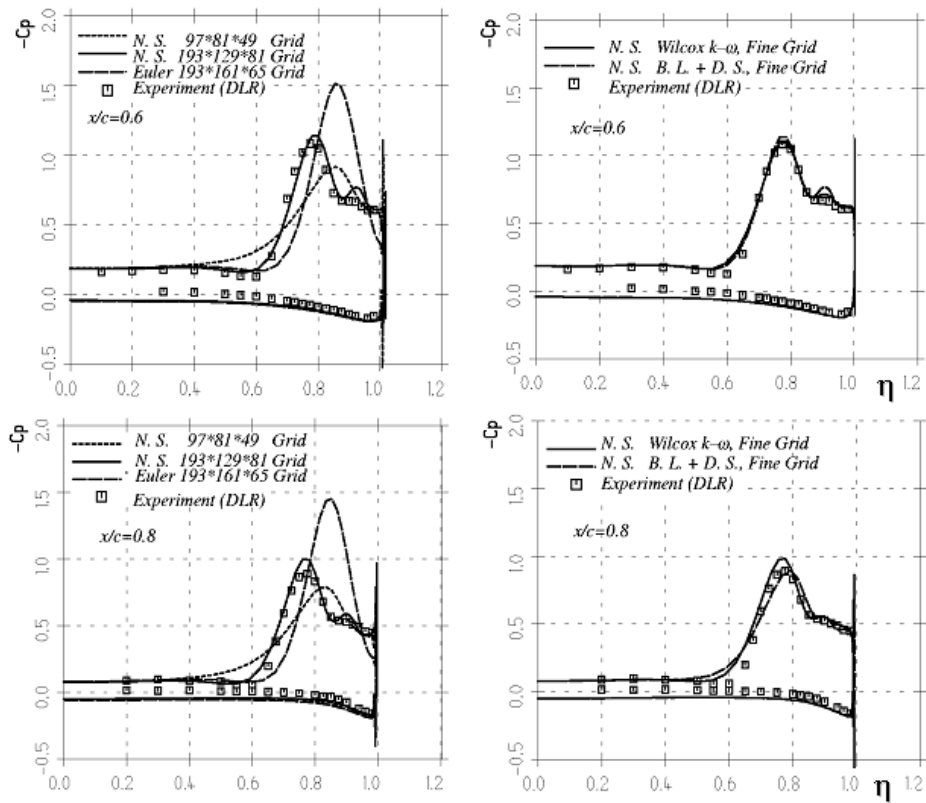 -Cp
2.0
1.5
1.0
0.5
0.0
-0.5
N. S. 97*81*49 Grid
N. S. 193*129*81 Grid
Euler 193*161*65 Grid
Experiment (DLR)
x/c=0.6
0.0 0.2 0.4 0.6 0.8 1.0 1.2
-Cp
2.0
1.5
1.0
0.5
0.0
-0.5
N. S. Wilcox k–ω, Fine Grid
N. S. B. L. + D. S., Fine Grid
Experiment (DLR)
x/c=0.6
0.0 0.2 0.4 0.6 0.8 1.0 η 1.2
-Cp
2.0
1.5
1.0
0.5
0.0
-0.5
N. S. 97*81*49 Grid
N. S. 193*129*81 Grid
Euler 193*161*65 Grid
Experiment (DLR)
x/c=0.8
0.0 0.2 0.4 0.6 0.8 1.0 1.2
-Cp
2.0
1.5
1.0
0.5
0.0
-0.5
N. S. Wilcox k–ω, Fine Grid
N. S. B. L. + D. S., Fine Grid
Experiment (DLR)
x/c=0.8
0.0 0.2 0.4 0.6 0.8 1.0 η 1.2